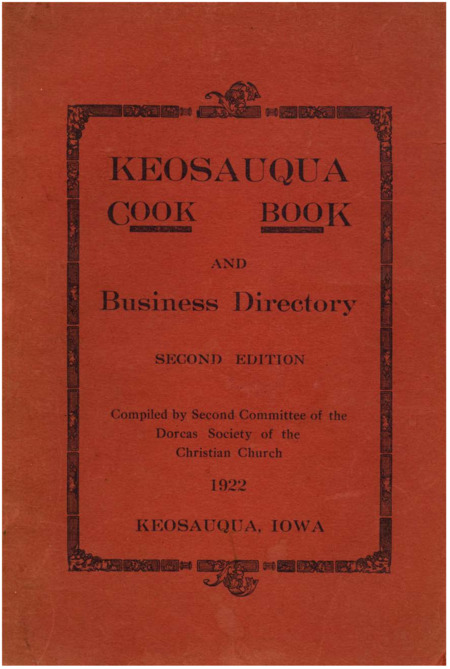 KEOSAUQUA
COOK BOOK
AND
Business Directory
SECOND EDITION
Compiled by Second Committee of the
Dorcas Society of the
Christian Church
1922
KEOSAUQUA, IOWA